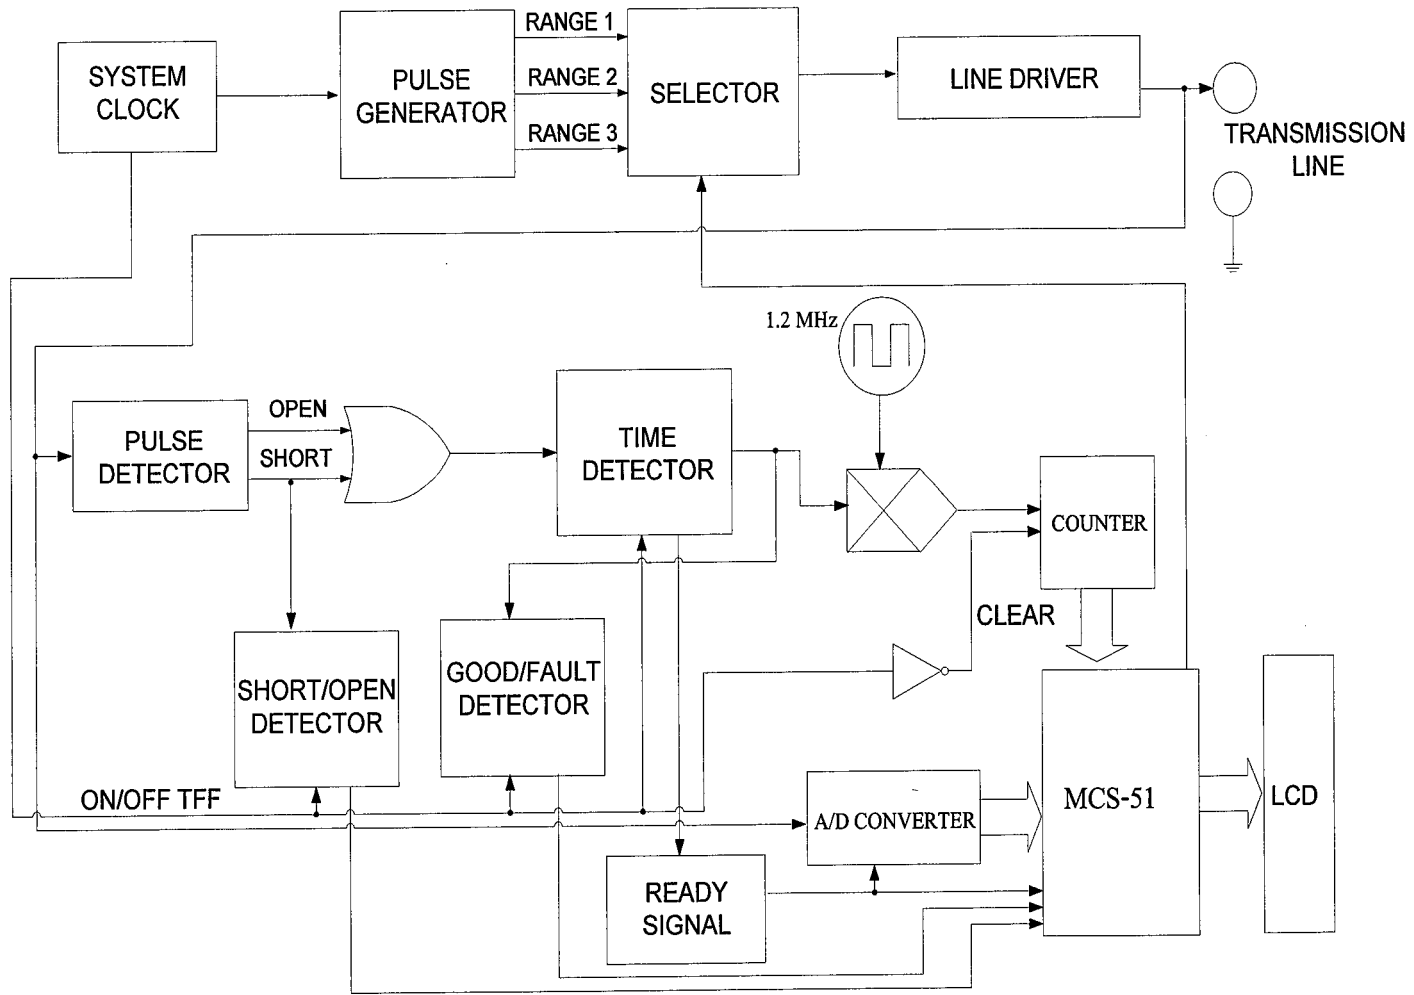 SYSTEM
CLOCK
PULSE
GENERATOR
RANGE 1
RANGE 2
RANGE 3
SELECTOR
LINE DRIVER
TRANSMISSION
LINE
1.2 MHz
PULSE
DETECTOR
OPEN
SHORT
TIME
DETECTOR
COUNTER
CLEAR
SHORT/OPEN
DETECTOR
GOOD/FAULT
DETECTOR
ON/OFF TFF
A/D CONVERTER
MCS-51
LCD
READY
SIGNAL